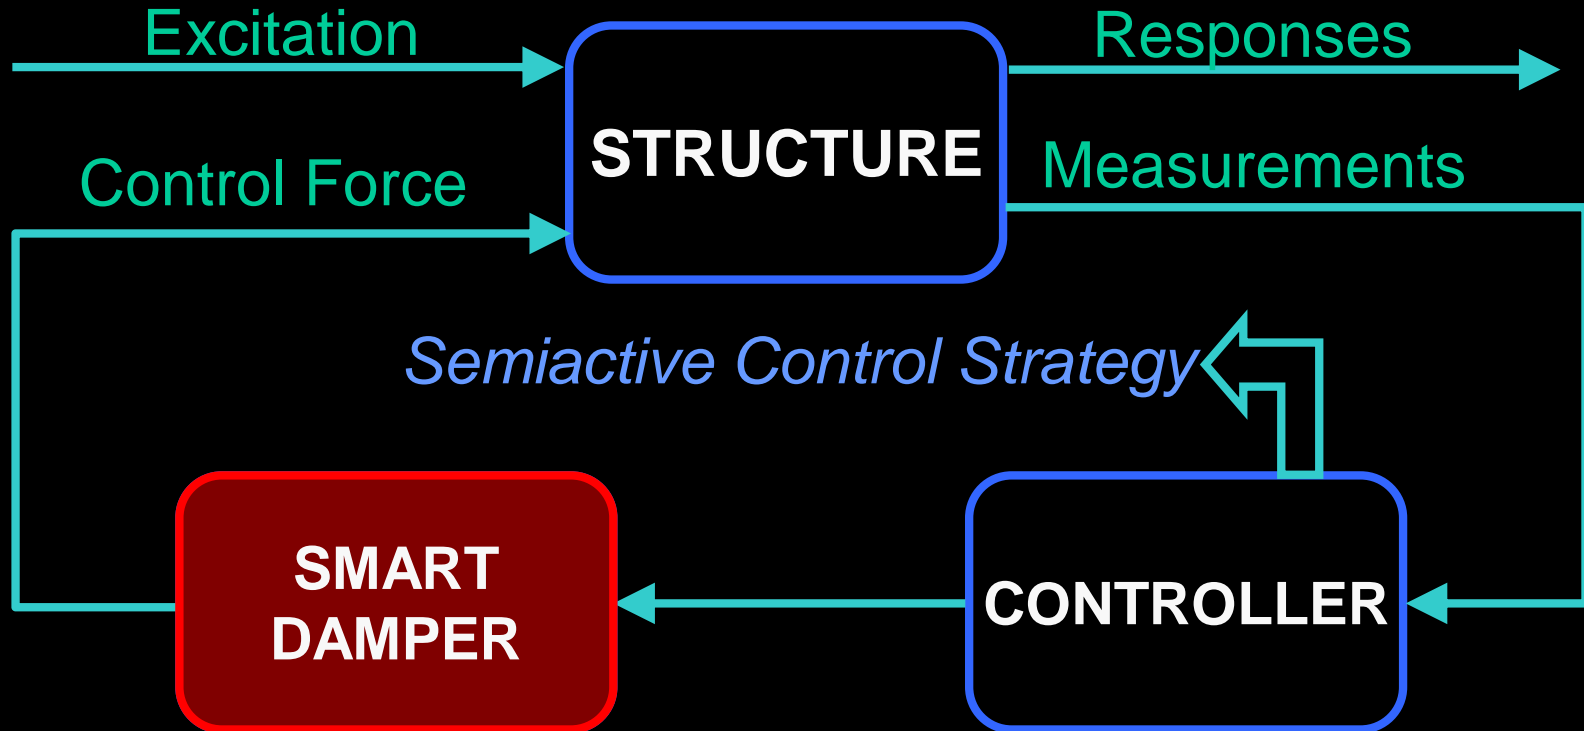 Excitation
Responses
STRUCTURE
Control Force
Measurements
Semiactive Control Strategy
SMART
DAMPER
CONTROLLER